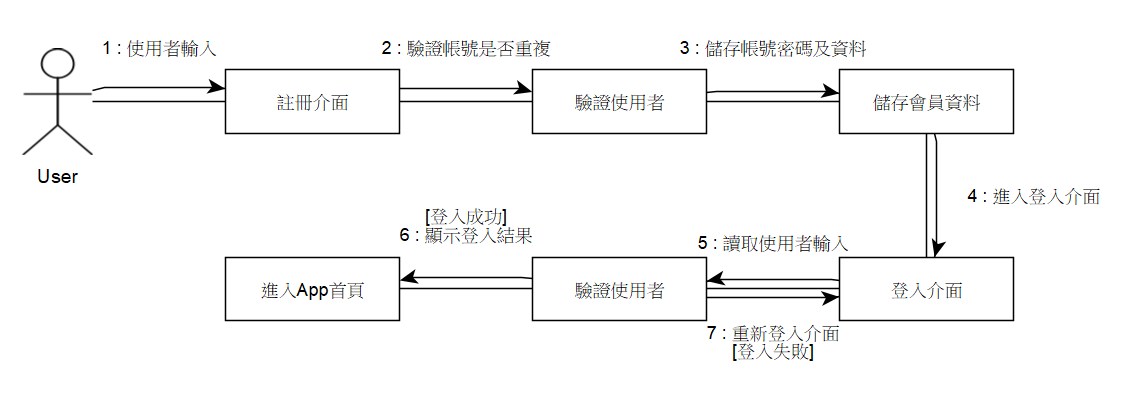 1 : 使用者輸入
2 : 驗證帳號是否重複
3 : 儲存帳號密碼及資料
註冊介面
驗證使用者
儲存會員資料
User
4 : 進入登入介面
[登入成功]
6 : 顯示登入結果
5 : 讀取使用者輸入
進入App首頁
驗證使用者
登入介面
7 : 重新登入介面
[登入失敗]